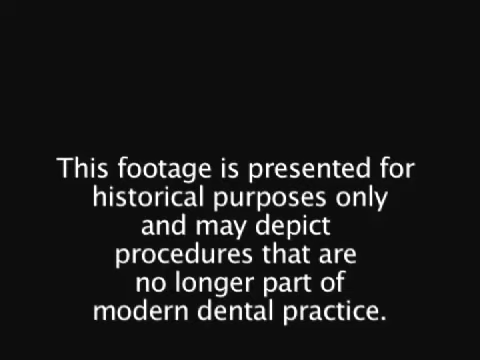 This footage is presented for
historical purposes only
and may depict
procedures that are
no longer part of
modern dental practice.